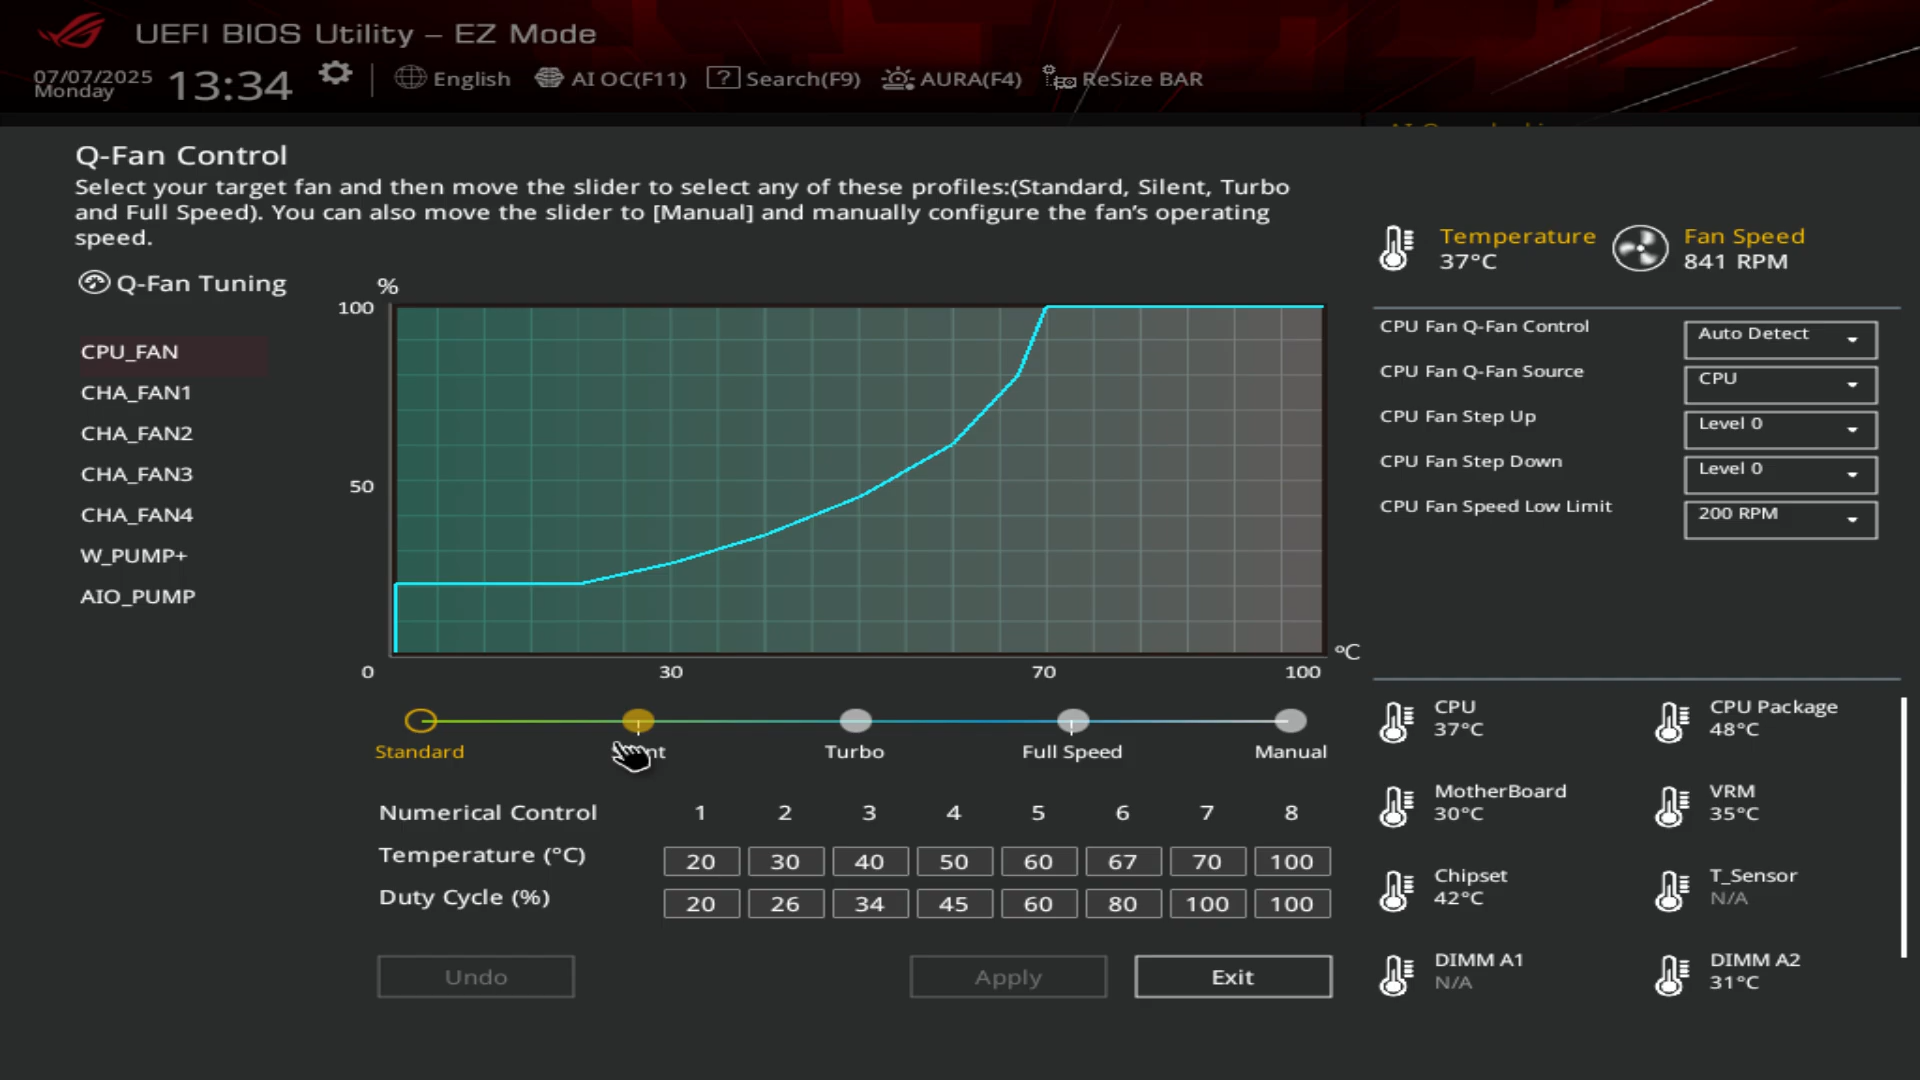 UEFI BIOS Utility – EZ Mode
07/07/2025
Monday
13:34
English
AI OC(F11)
? Search(F9)
AURA(F4)
ReSize BAR
Q-Fan Control
Select your target fan and then move the slider to select any of these profiles:(Standard, Silent, Turbo
and Full Speed). You can also move the slider to [Manual] and manually configure the fan's operating
speed.
Q-Fan Tuning
CPU_FAN
CHA_FAN1
CHA_FAN2
CHA_FAN3
CHA_FAN4
W_PUMP+
AIO_PUMP
%
100
50
0 30 70 100
°C
Standard Turbo Full Speed Manual
Numerical Control 1 2 3 4 5 6 7 8
Temperature (°C) 20 30 40 50 60 67 70 100
Duty Cycle (%) 20 26 34 45 60 80 100 100
Undo Apply Exit
Temperature
37°C
Fan Speed
841 RPM
CPU Fan Q-Fan Control Auto Detect
CPU Fan Q-Fan Source CPU
CPU Fan Step Up Level 0
CPU Fan Step Down Level 0
CPU Fan Speed Low Limit 200 RPM
CPU
37°C
CPU Package
48°C
MotherBoard
30°C
VRM
35°C
Chipset
42°C
T_Sensor
N/A
DIMM A1
N/A
DIMM A2
31°C